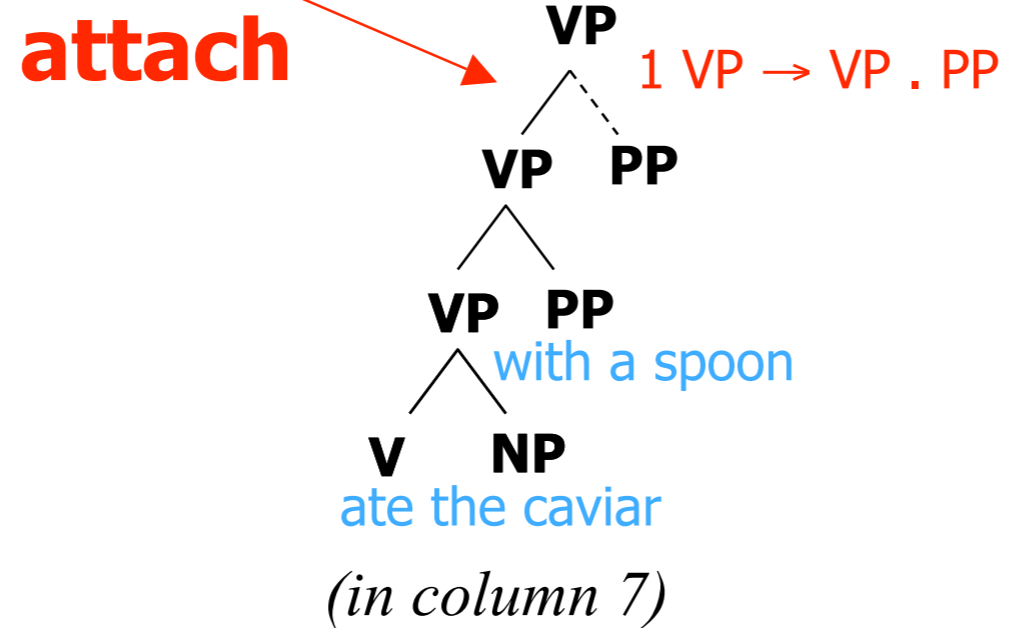 attach
VP
1 VP → VP . PP
VP PP
VP PP
with a spoon
V NP
ate the caviar
(in column 7)